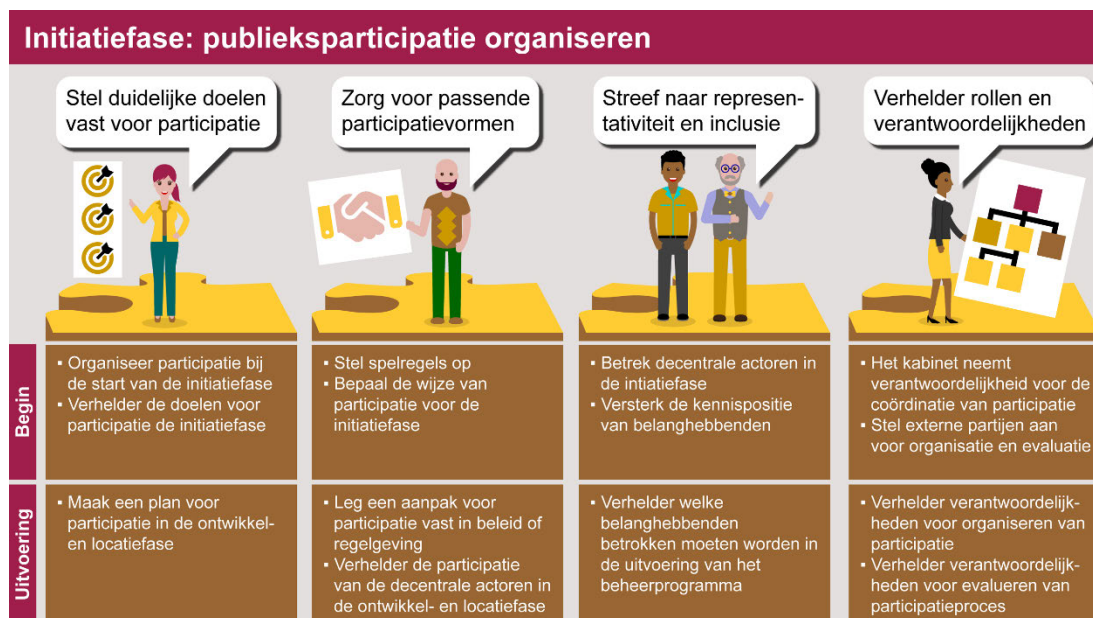 Initiatiefase: publieksparticipatie organiseren
Stel duidelijke doelen
vast voor participatie
Zorg voor passende
participatievormen
Streef naar represen-
tativiteit en inclusie
Verhelder rollen en
verantwoordelijkheden
Begin
▪ Organiseer participatie bij
de start van de initiatiefase
▪ Verhelder de doelen voor
participatie de initiatiefase
▪ Stel spelregels op
▪ Bepaal de wijze van
participatie voor de
initiatiefase
▪ Betrek decentrale actoren in
de intiatiefase
▪ Versterk de kennispositie
van belanghebbenden
▪ Het kabinet neemt
verantwoordelijkheid voor de
coördinatie van participatie
▪ Stel externe partijen aan
voor organisatie en evaluatie
Uitvoering
▪ Maak een plan voor
participatie in de ontwikkel-
en locatiefase
▪ Leg een aanpak voor
participatie vast in beleid of
regelgeving
▪ Verhelder de participatie
van de decentrale actoren in
de ontwikkel- en locatiefase
▪ Verhelder welke
belanghebbenden
betrokken moeten worden in
de uitvoering van het
beheerprogramma
▪ Verhelder verantwoordelijk-
heden voor organiseren van
participatie
▪ Verhelder verantwoordelijk-
heden voor evalueren van
participatieproces